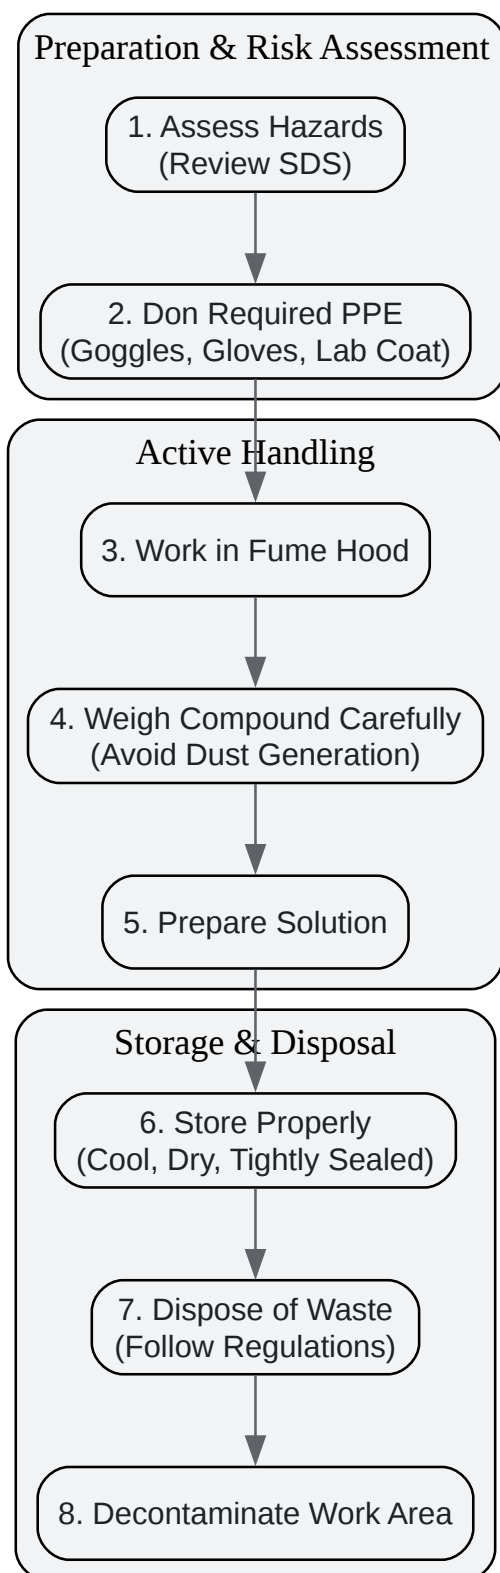 Preparation & Risk Assessment
1. Assess Hazards
(Review SDS)
2. Don Required PPE
(Goggles, Gloves, Lab Coat)
Active Handling
3. Work in Fume Hood
4. Weigh Compound Carefully
(Avoid Dust Generation)
5. Prepare Solution
Storage & Disposal
6. Store Properly
(Cool, Dry, Tightly Sealed)
7. Dispose of Waste
(Follow Regulations)
8. Decontaminate Work Area